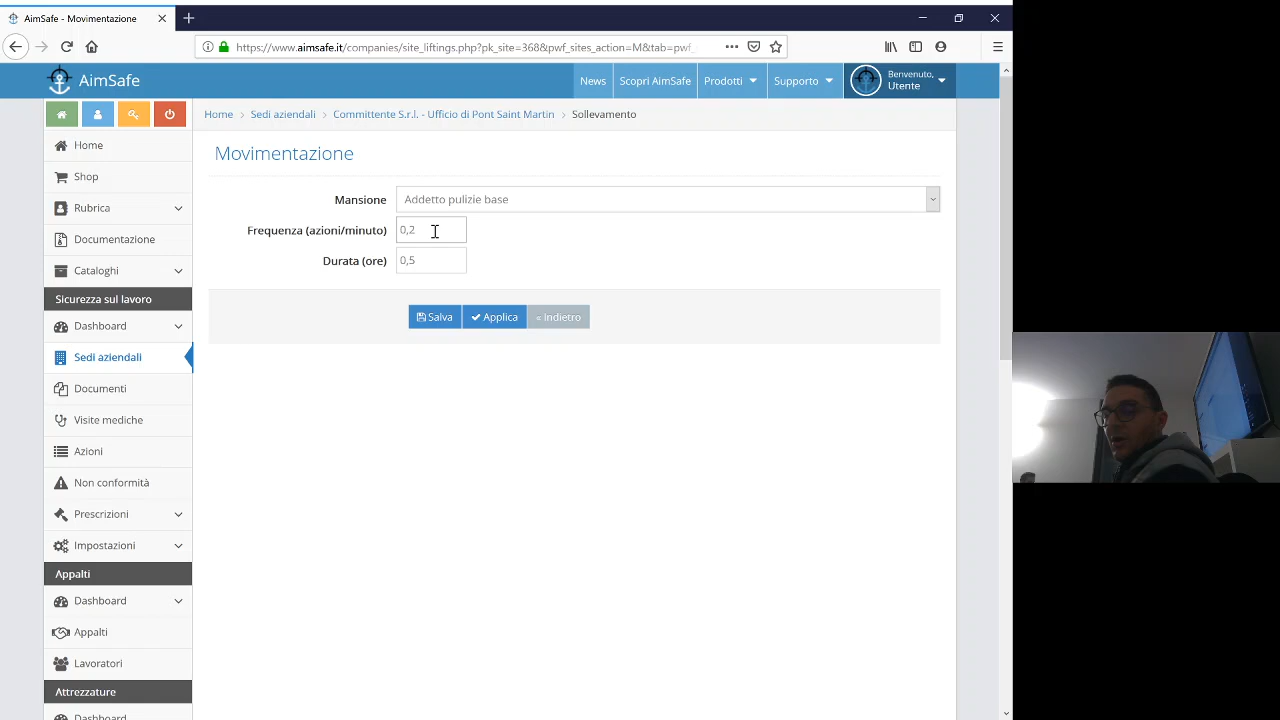 AimSafe - Movimentazione
https://www.aimsafe.it/companies/site_liftings.php?pk_site=368&pwf_sites_action=M&tab=pwf_
AimSafe
News
Scopri AimSafe
Prodotti
Supporto
Benvenuto,
Utente
Home
Shop
Rubrica
Documentazione
Cataloghi
Sicurezza sul lavoro
Dashboard
Sedi aziendali
Documenti
Visite mediche
Azioni
Non conformità
Prescrizioni
Impostazioni
Appalti
Dashboard
Appalti
Lavoratori
Attrezzature
Dashboard
Home > Sedi aziendali > Committente S.r.l. - Ufficio di Pont Saint Martin > Sollevamento
Movimentazione
Mansione Addetto pulizie base
Frequenza (azioni/minuto) 0,2
Durata (ore) 0,5
Salva Applica « Indietro